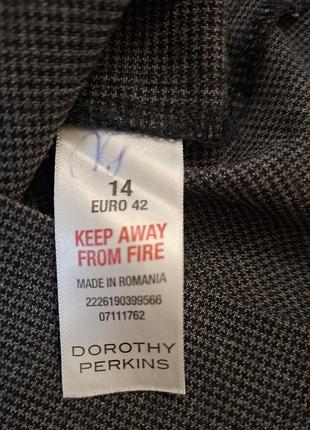 14
EURO 42
KEEP AWAY
FROM FIRE
MADE IN ROMANIA
2226190399566
07111762
DOROTHY
PERKINS